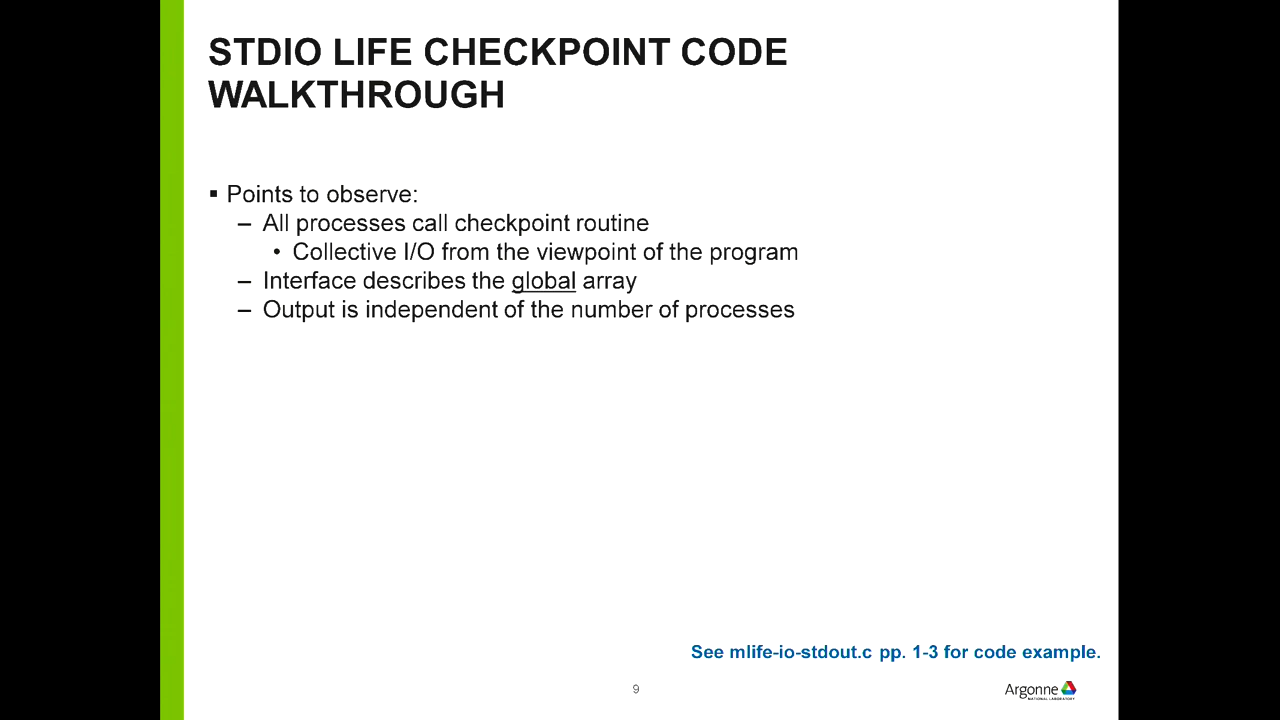 STDIO LIFE CHECKPOINT CODE
WALKTHROUGH
▪ Points to observe:
– All processes call checkpoint routine
• Collective I/O from the viewpoint of the program
– Interface describes the global array
– Output is independent of the number of processes
See mlife-io-stdout.c pp. 1-3 for code example.
9
Argonne
NATIONAL LABORATORY